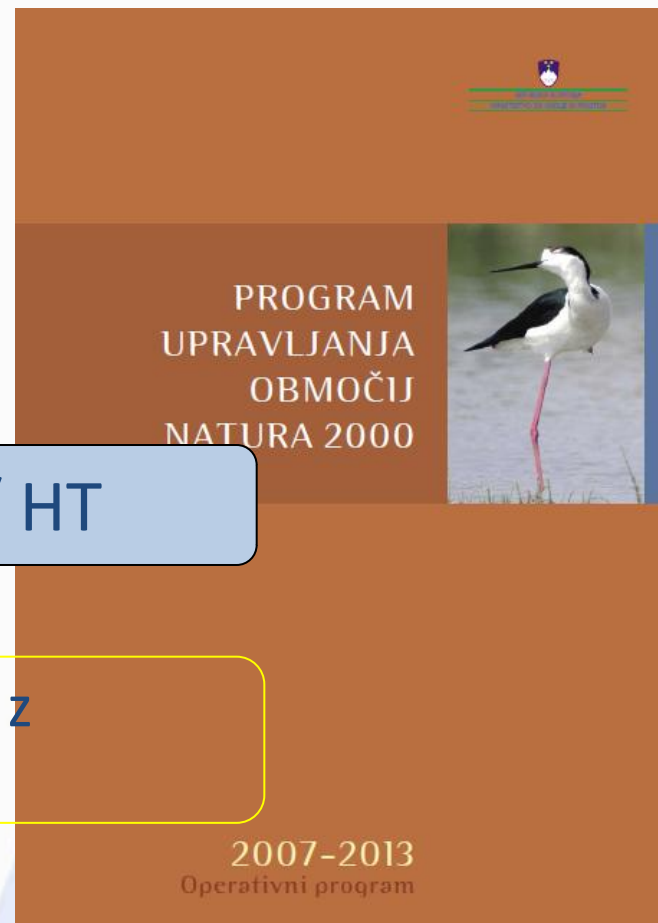 PROGRAM
UPRAVLJANJA
OBMOČIJ
NATURA 2000
HT
z
2007-2013
Operativni program